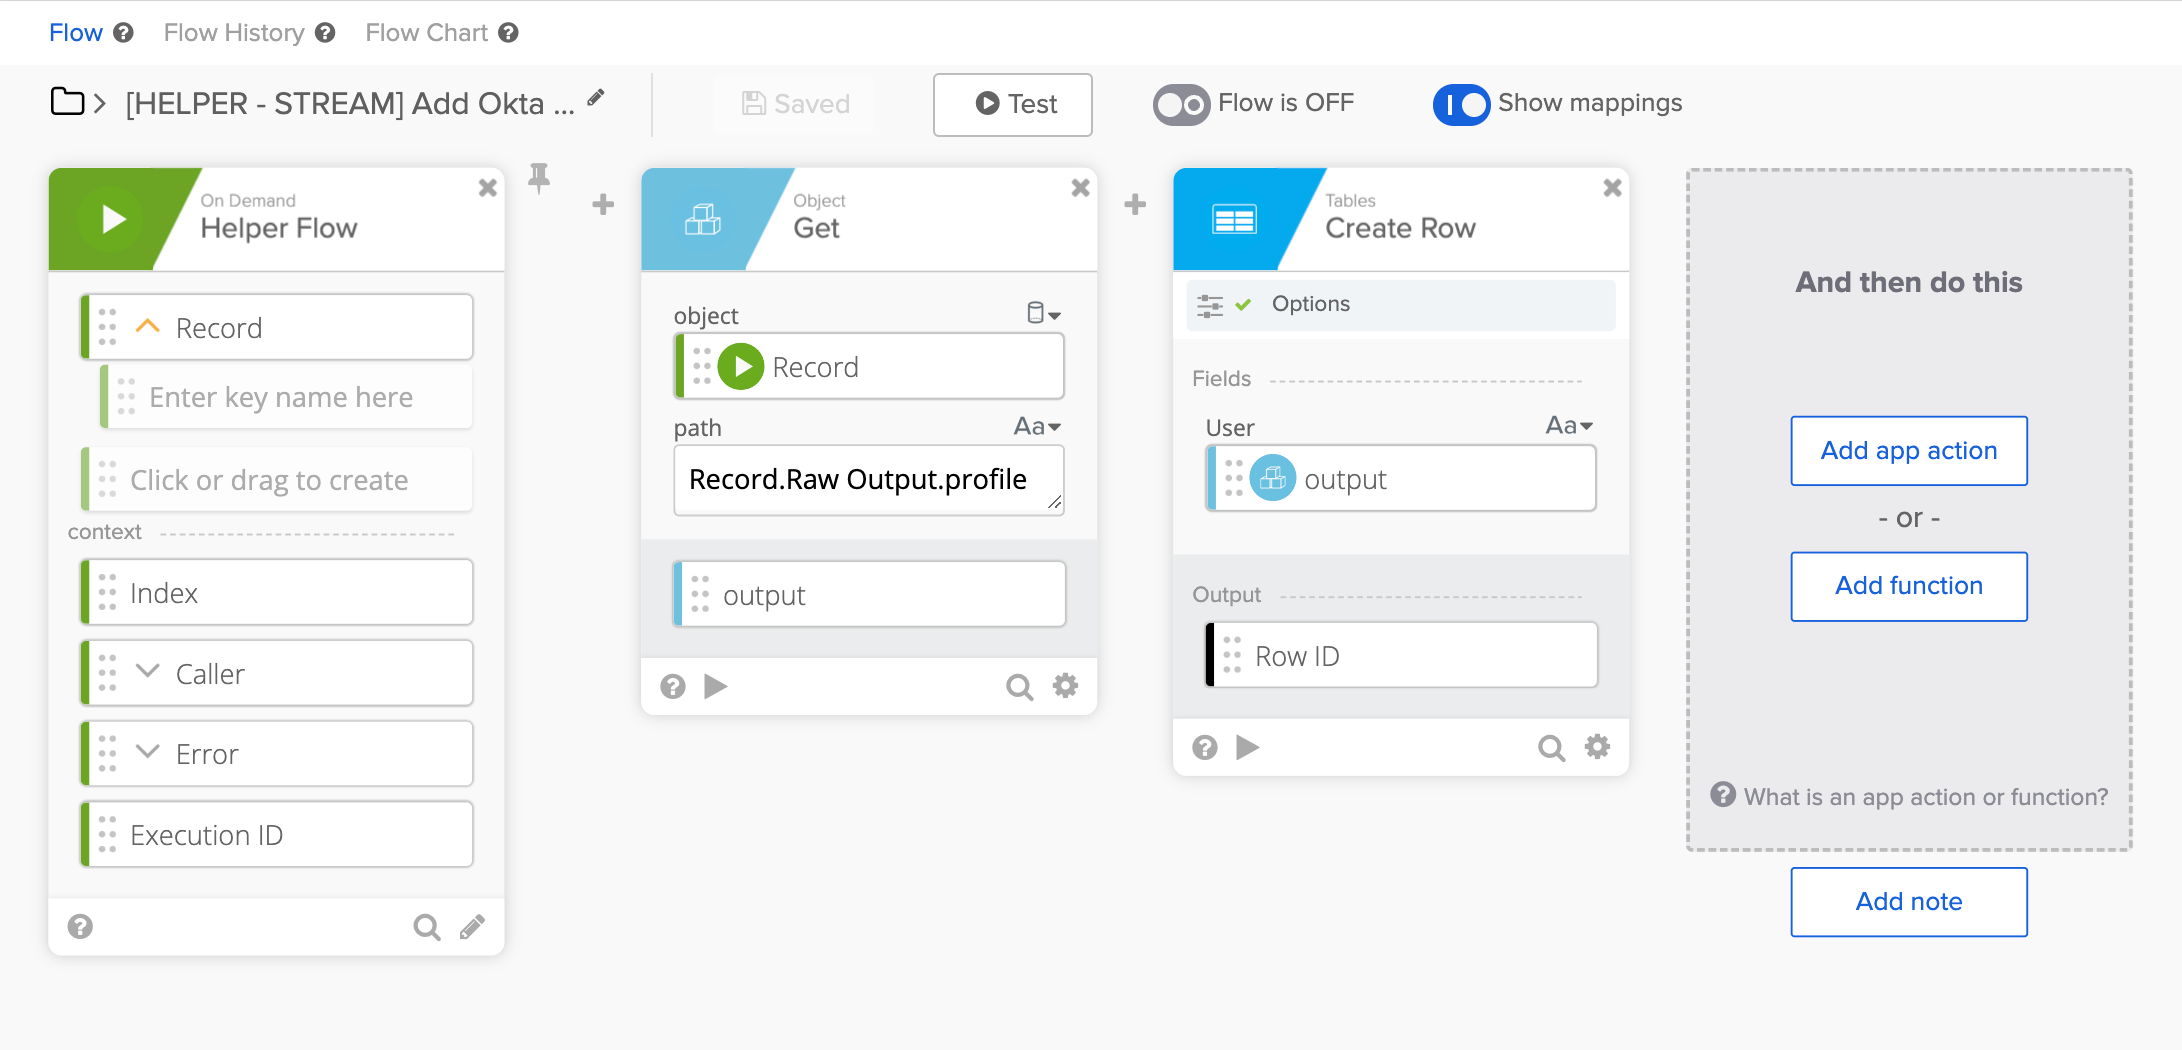 Flow
Flow History
Flow Chart
[HELPER - STREAM] Add Okta ...
Saved
Test
Flow is OFF
Show mappings
On Demand
Helper Flow
Record
Enter key name here
Click or drag to create
context
Index
Caller
Error
Execution ID
Object
Get
object
Record
path
Aa
Record.Raw Output.profile
output
Tables
Create Row
Options
Fields
User
Aa
output
Output
Row ID
And then do this
Add app action
- or -
Add function
What is an app action or function?
Add note